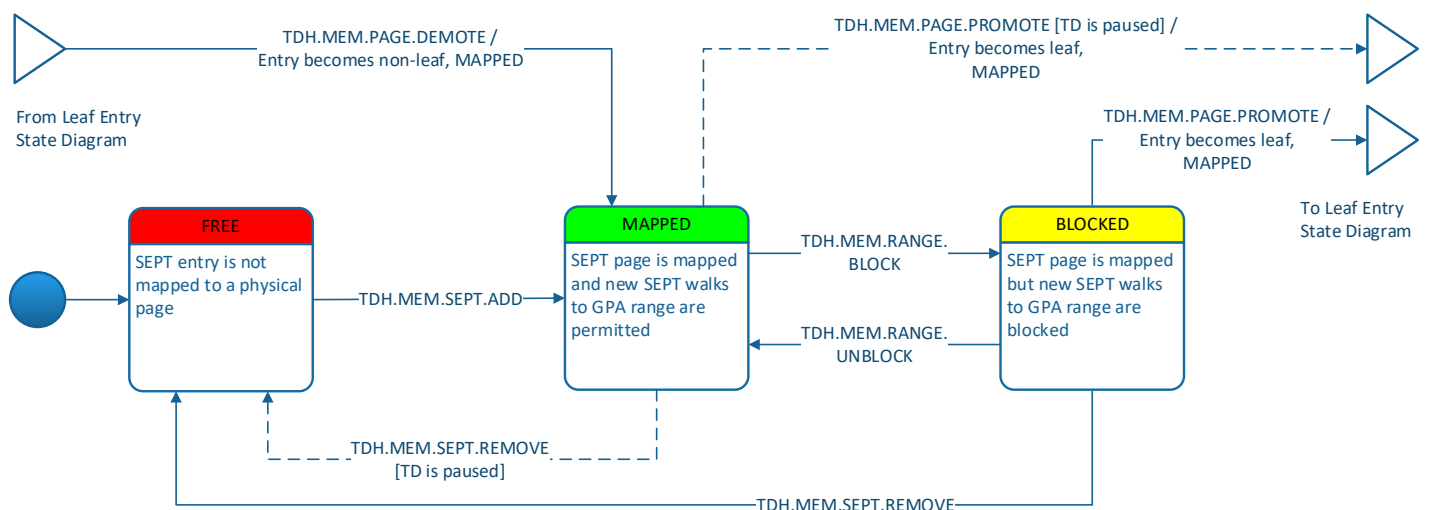 TDH.MEM.PAGE.DEMOTE /
Entry becomes non-leaf, MAPPED
TDH.MEM.PAGE.PROMOTE [TD is paused] /
Entry becomes leaf,
MAPPED
From Leaf Entry
State Diagram
TDH.MEM.PAGE.PROMOTE /
Entry becomes leaf,
MAPPED
To Leaf Entry
State Diagram
FREE
SEPT entry is not
mapped to a physical
page
TDH.MEM.SEPT.ADD
MAPPED
SEPT page is mapped
and new SEPT walks
to GPA range are
permitted
TDH.MEM.RANGE.
BLOCK
TDH.MEM.RANGE.
UNBLOCK
BLOCKED
SEPT page is mapped
but new SEPT walks
to GPA range are
blocked
TDH.MEM.SEPT.REMOVE
[TD is paused]
TDH.MEM.SEPT.REMOVE